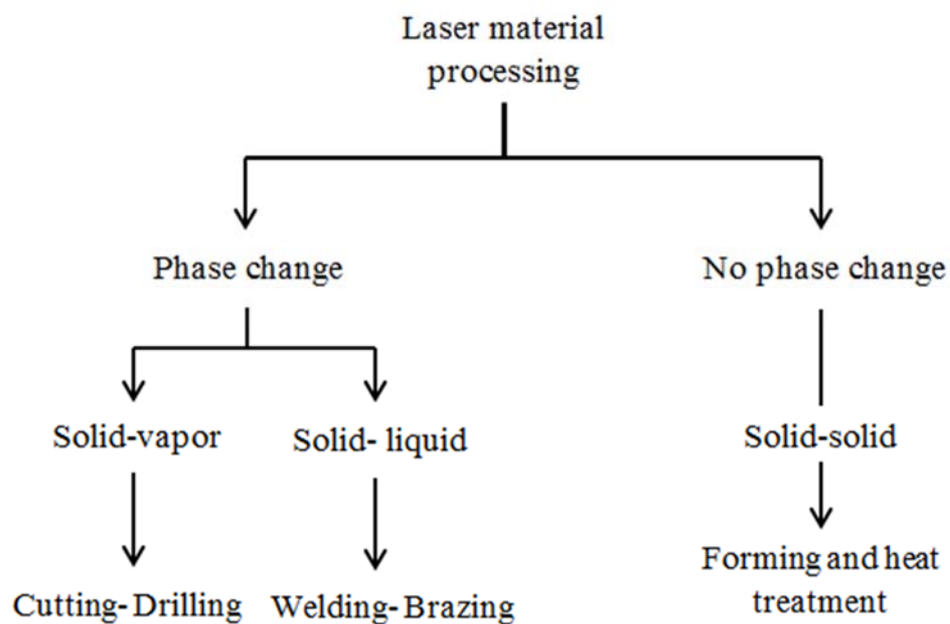 Laser material
processing
Phase change
No phase change
Solid-vapor
Solid- liquid
Solid-solid
Cutting- Drilling
Welding- Brazing
Forming and heat
treatment